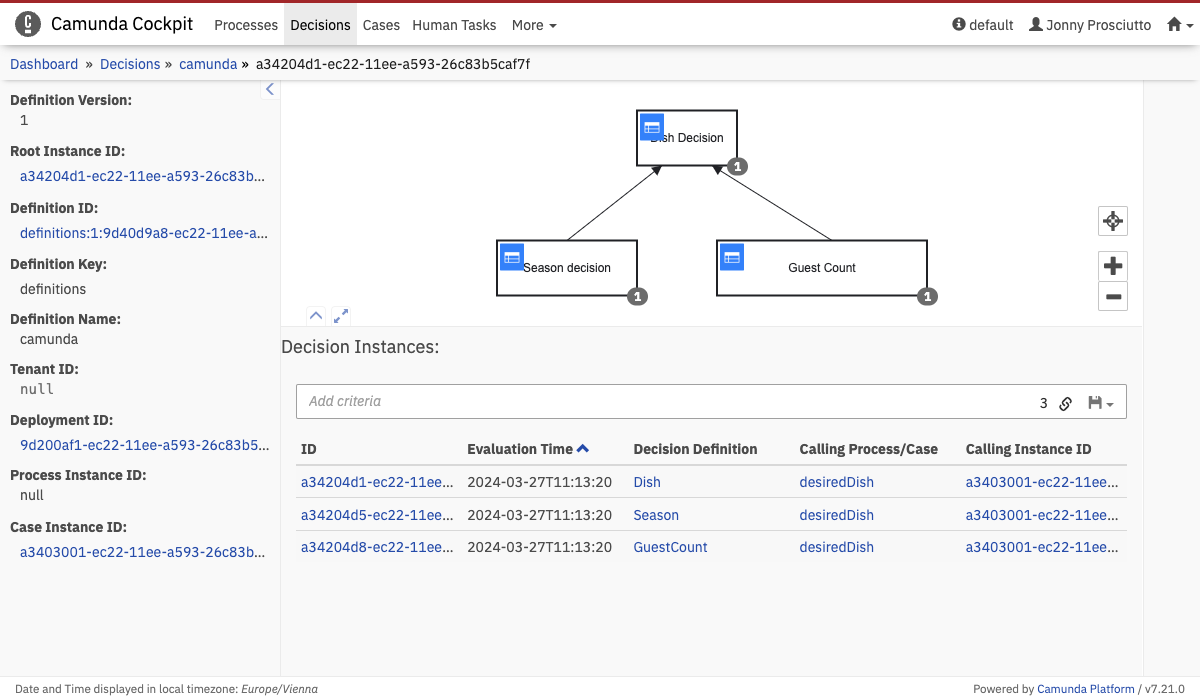 Camunda Cockpit Processes Decisions Cases Human Tasks More default Jonny Prosciutto
Dashboard » Decisions » camunda » a34204d1-ec22-11ee-a593-26c83b5caf7f
Definition Version:
1
Root Instance ID:
a34204d1-ec22-11ee-a593-26c83b...
Definition ID:
definitions:1:9d40d9a8-ec22-11ee-a...
Definition Key:
definitions
Definition Name:
camunda
Tenant ID:
null
Deployment ID:
9d200af1-ec22-11ee-a593-26c83b5...
Process Instance ID:
null
Case Instance ID:
a3403001-ec22-11ee-a593-26c83b...
Dish Decision
1
Season decision
1
Guest Count
1
Decision Instances:
Add criteria 3
ID Evaluation Time Decision Definition Calling Process/Case Calling Instance ID
a34204d1-ec22-11ee... 2024-03-27T11:13:20 Dish desiredDish a3403001-ec22-11ee...
a34204d5-ec22-11ee... 2024-03-27T11:13:20 Season desiredDish a3403001-ec22-11ee...
a34204d8-ec22-11ee... 2024-03-27T11:13:20 GuestCount desiredDish a3403001-ec22-11ee...
Date and Time displayed in local timezone: Europe/Vienna Powered by Camunda Platform / v7.21.0